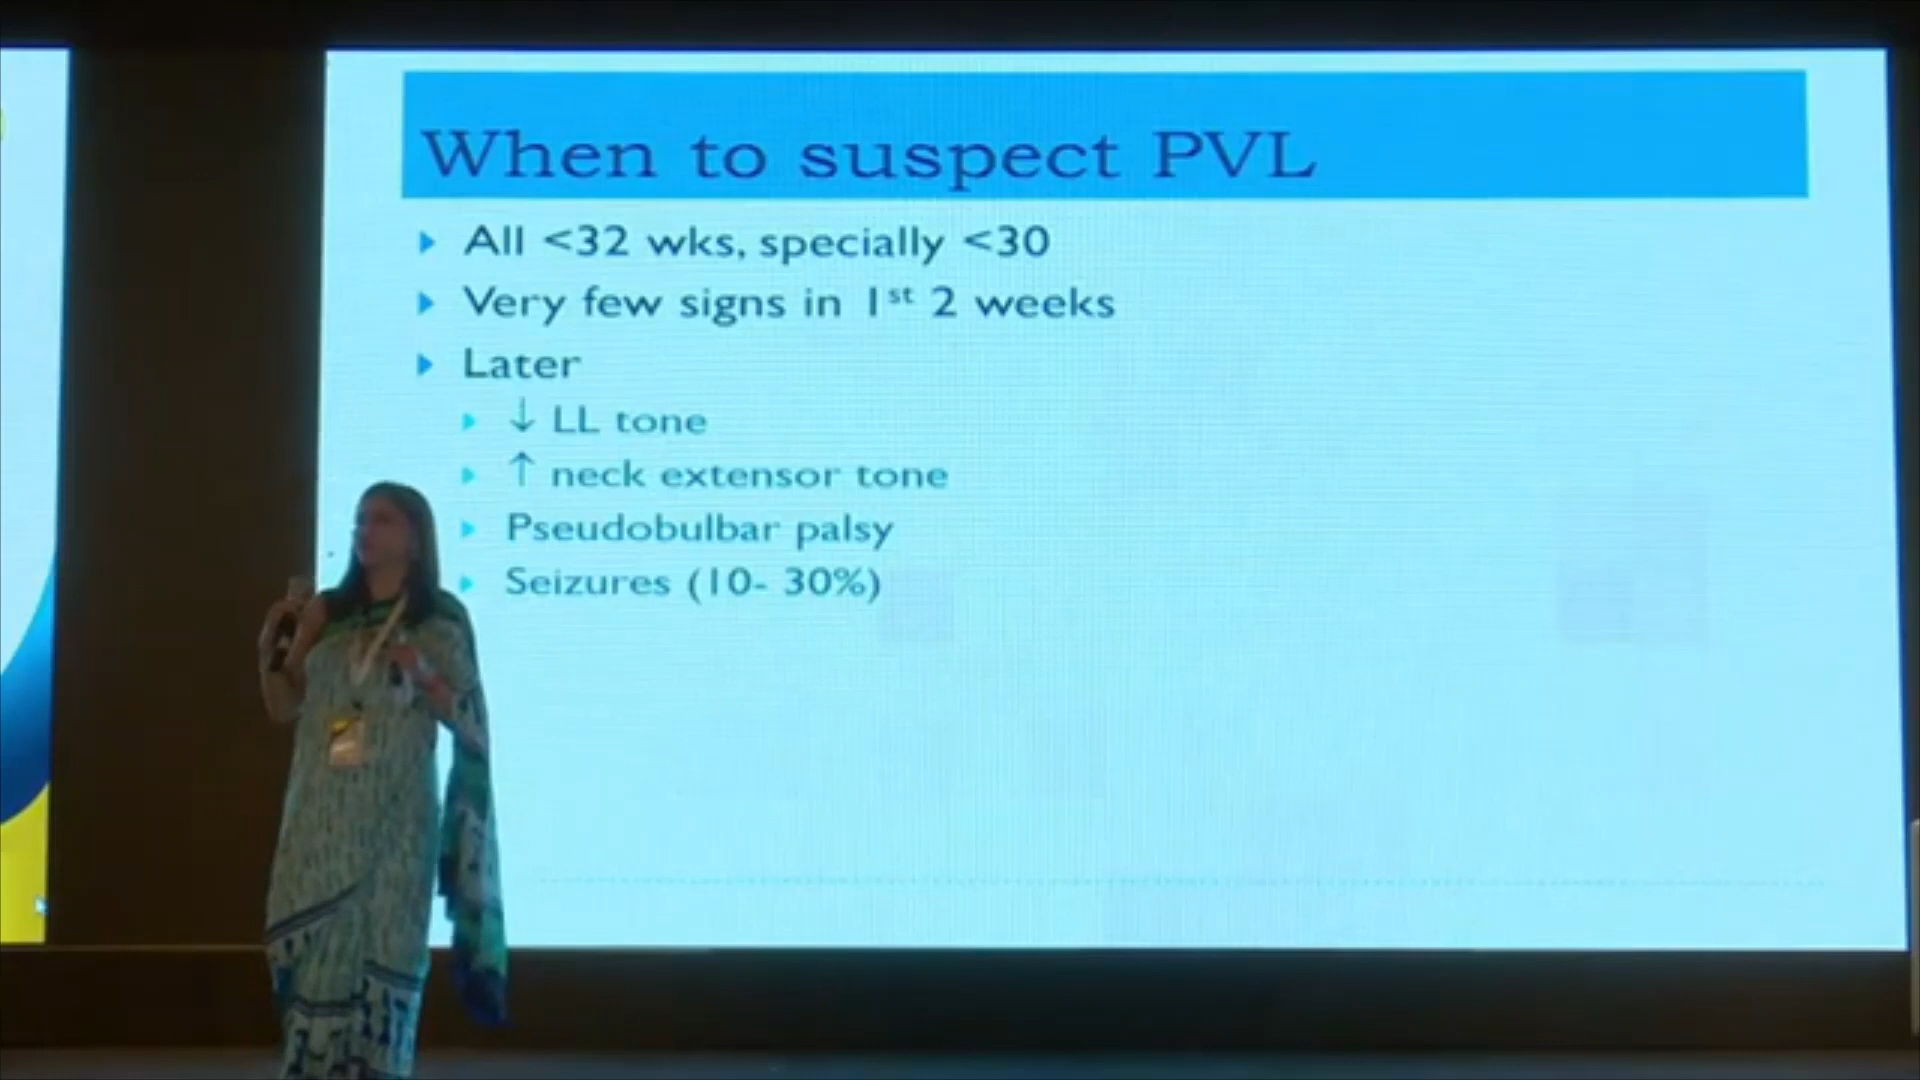 When to suspect PVL
All <32 wks, specially <30
Very few signs in 1st 2 weeks
Later
↓ LL tone
↑ neck extensor tone
Pseudobulbar palsy
Seizures (10- 30%)